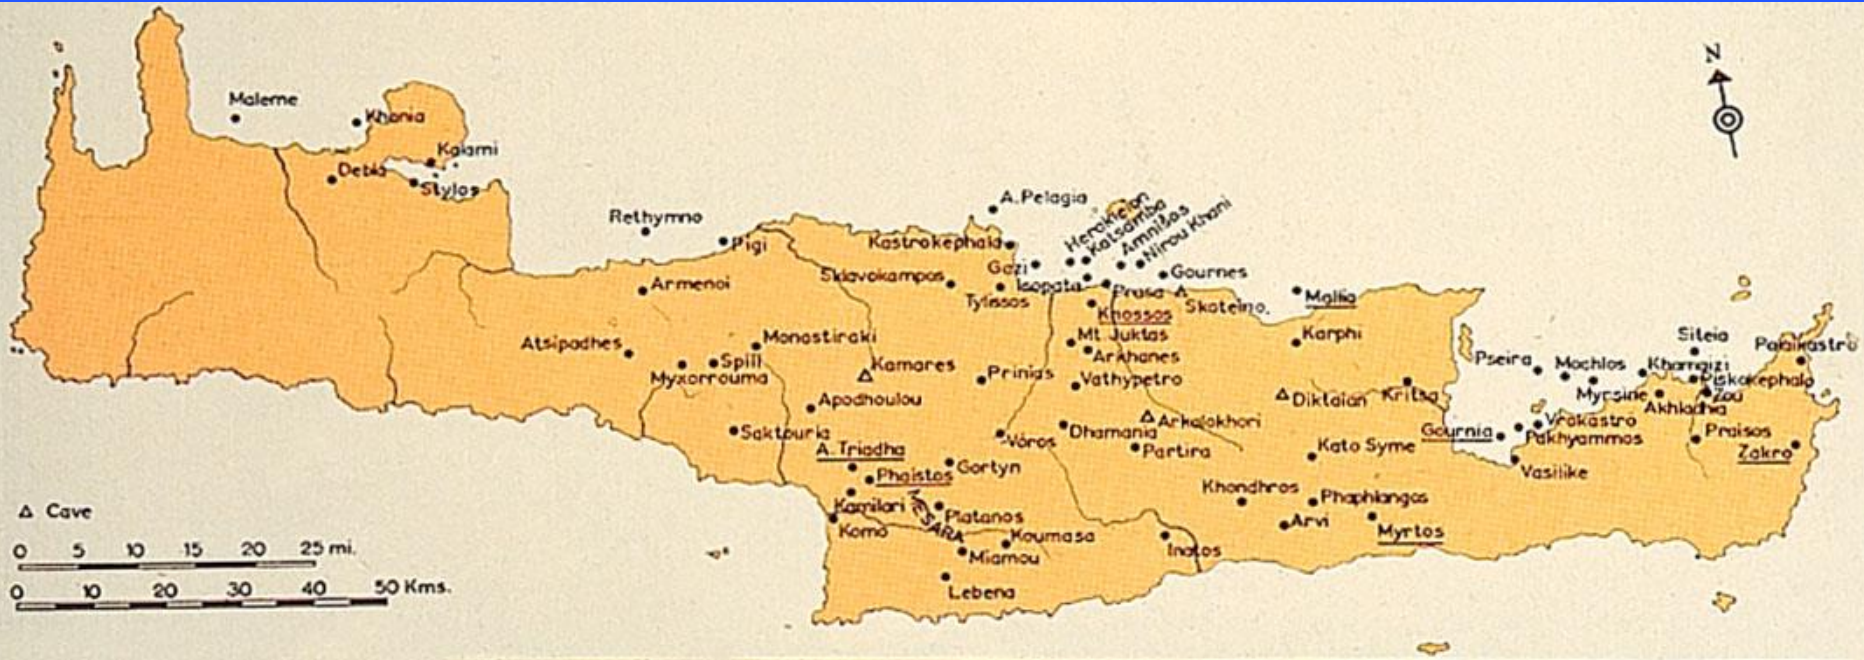 N
Maleme
Khania
Kalami
Debla
Stylos
Rethymno
Pigi
A. Pelagia
Herakleion
Katsamba
Amnisos
Nirou Khani
Kastrokephala
Gazi
Gournes
Sklavokampos
Tylissos
Isopata
Prasa
Skoteino.
Mallia
Armenoi
Knossos
Mt Juktas
Karphi
Atsipadhes
Monastiraki
Arkhanes
Spili
Kamares
Prinias
Vathypetro
Myxorrouma
Pseira
Mochlos
Siteia
Palaikastro
Khamaizi
Piskokephalo
Myrsine
Zou
Akhladhia
Diktaian
Kritsa
Apodhoulou
Arkalokhori
Vrokastro
Saktouria
Voros
Dhamania
Gournia
Pakhyammos
Praisos
A. Triadha
Partira
Kato Syme
Zakro
Phaistos
Gortyn
Vasilike
Khondhros
Phaphlangos
Kamilari
MESARA
Platanos
Arvi
Myrtos
Komo
Koumasa
Miamou
Inatos
Lebena
Cave
0 5 10 15 20 25 mi.
0 10 20 30 40 50 Kms.